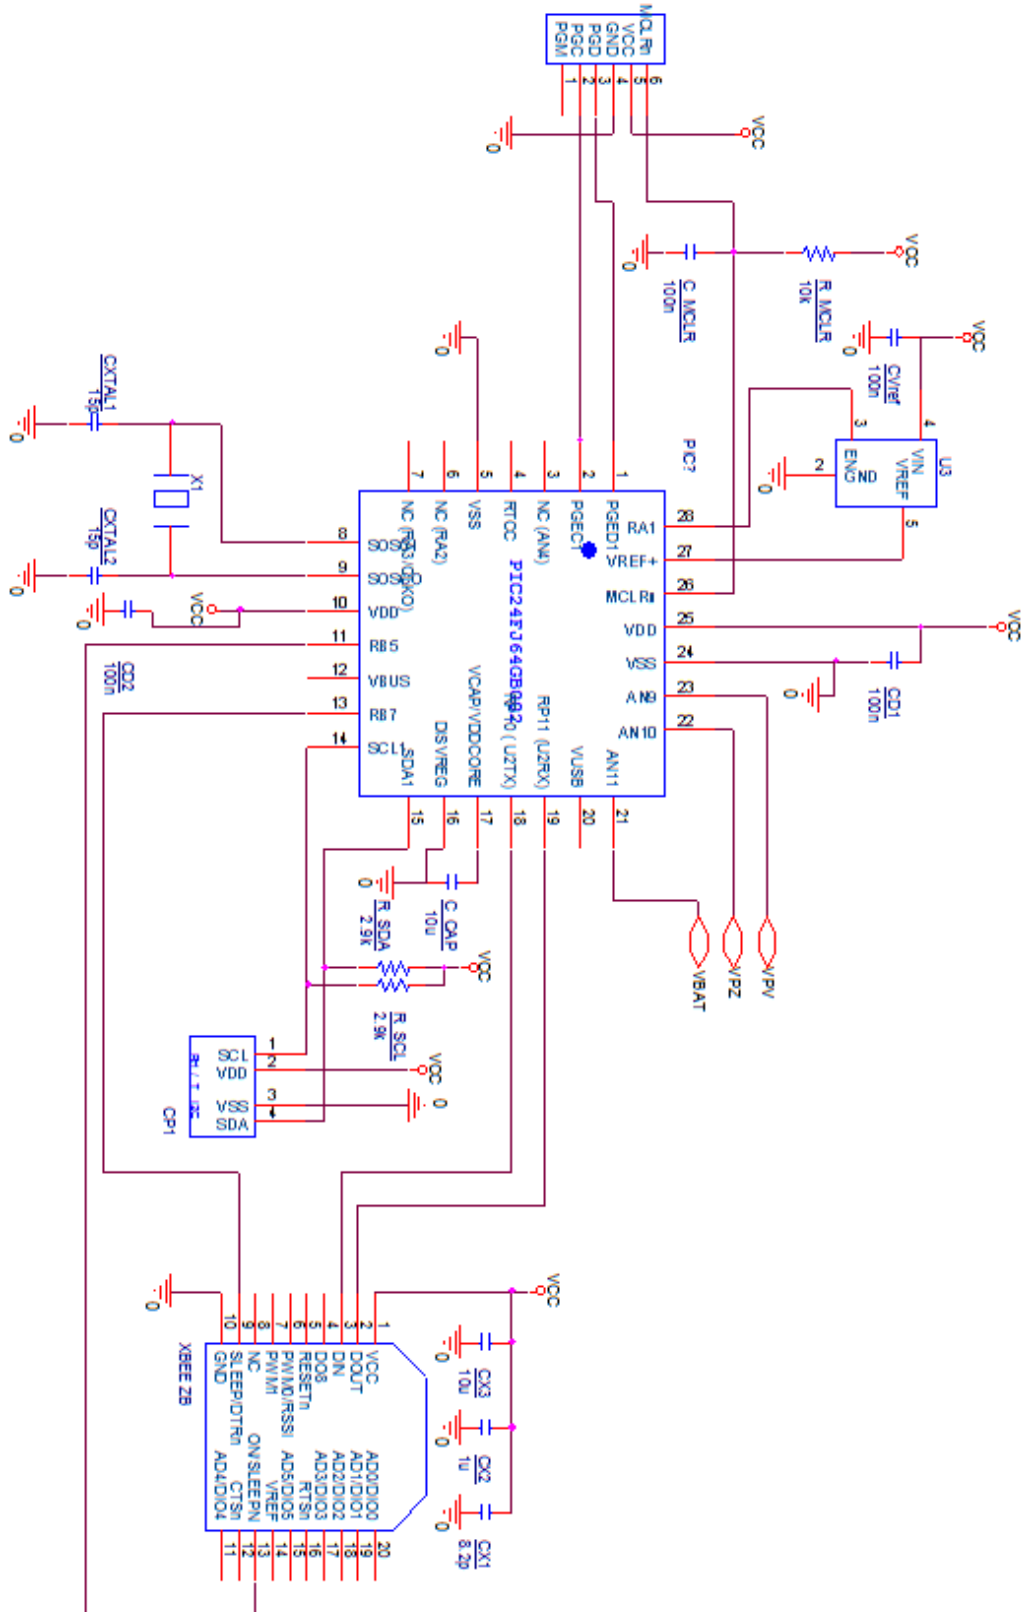 MCLRn
VCC
GND
PGD
PGC
PGM
6
5
4
3
2
1
VCC
0
VCC
R MCLR
10k
C MCLR
100n
0
VCC
CVref
100n
0
U3
VIN
VREF
EN
GND
4
3
2
5
0
0
CXTAL1
15p
0
X1
CXTAL2
15p
0
PIC?
PIC24FJ64GB002
1
PGED1
2
PGEC1
3
NC (AN4)
4
RTCC
5
VSS
6
NC (RA2)
7
8
9
10
VDD
11
RB5
12
VBUS
13
RB7
14
SCL1
15
SDA1
16
DISVREG
17
VCAP/VDDCORE
18
19
RP11 (U2RX)
20
VUSB
21
AN11
22
AN10
23
AN9
24
VSS
25
VDD
26
MCLRn
27
VREF+
28
RA1
VCC
0
CD2
100n
VCC
0
CD1
100n
VPV
VPZ
VBAT
C CAP
10u
0
R SDA
2.9k
R SCL
2.9k
VCC
VCC
0
1
SCL
2
VDD
3
VSS
4
SDA
CP1
VCC
CX3
10u
0
CX2
1u
0
CX1
8.2p
0
0
XBEE ZB
1
VCC
2
DOUT
3
DIN
4
DO8
5
RESETn
6
PWM0/RSSI
7
PWM1
8
NC
9
SLEEP/DTRn
10
GND
11
AD4/DIO4
12
CTSn
13
ON/SLEEPN
14
VREF
15
AD5/DIO5
16
RTSn
17
AD3/DIO3
18
AD2/DIO2
19
AD1/DIO1
20
AD0/DIO0